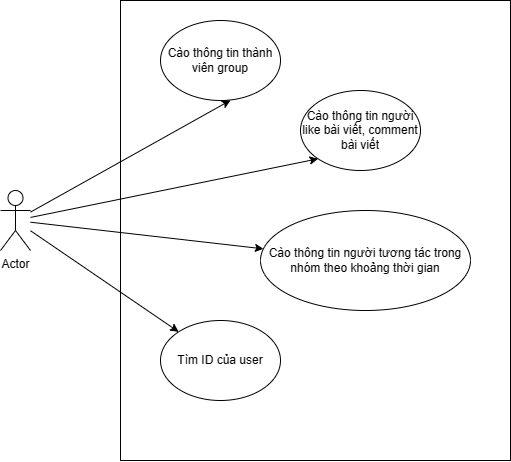 Cào thông tin thành
viên group
Cào thông tin người
like bài viết, comment
bài viết
Actor
Cào thông tin người tương tác trong
nhóm theo khoảng thời gian
Tìm ID của user